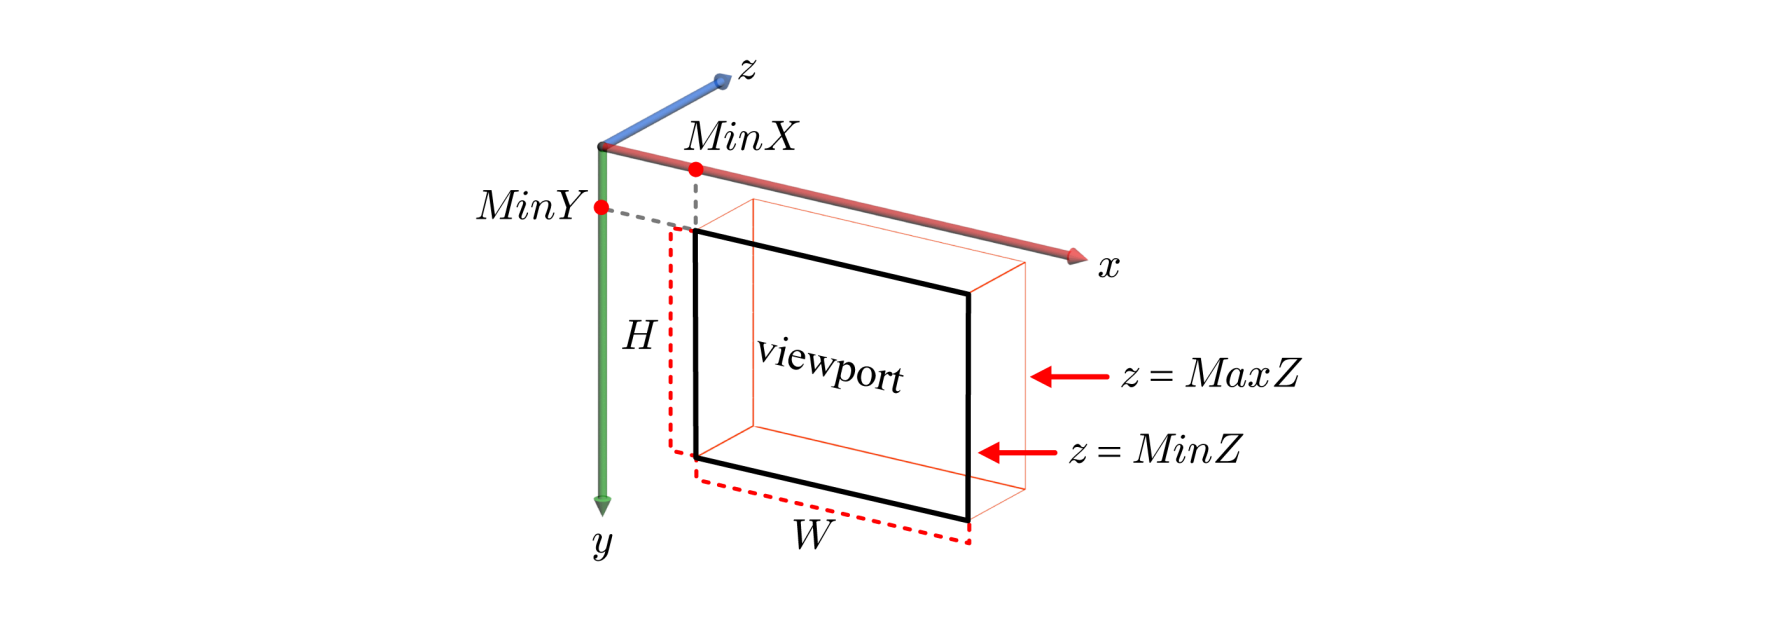 z
MinX
MinY
x
H
viewport
z = MaxZ
z = MinZ
W
y